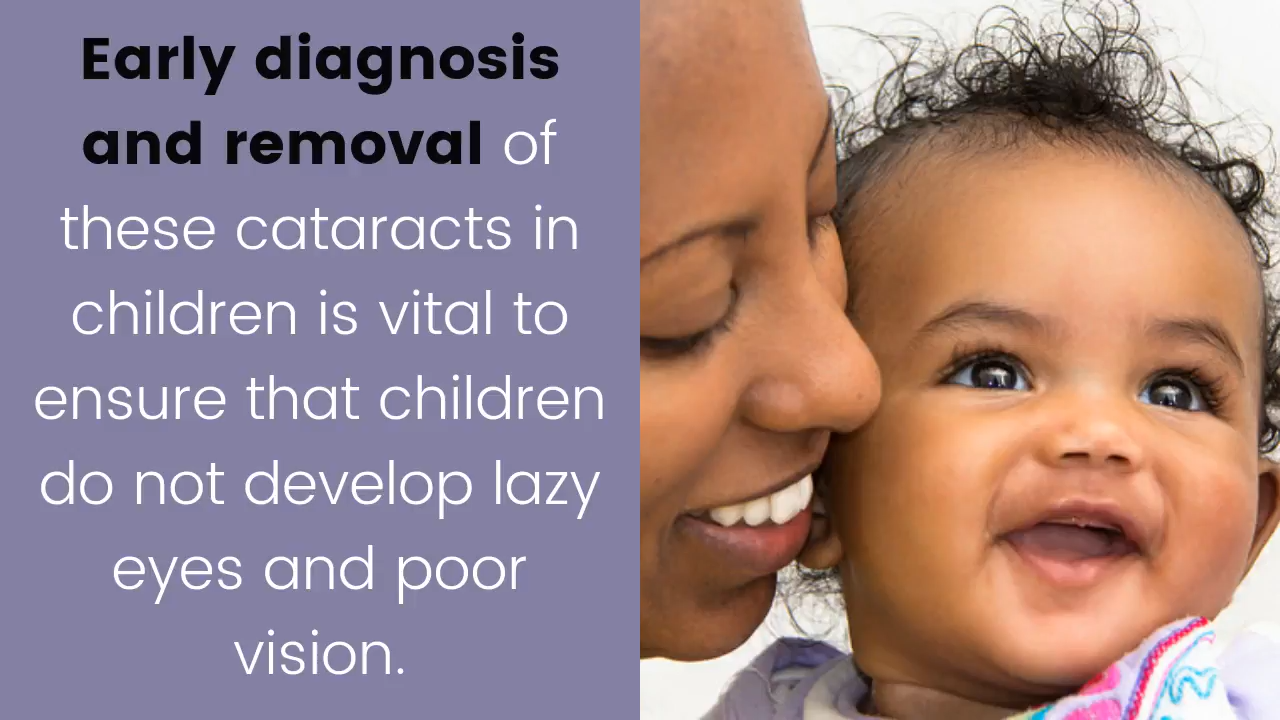 Early diagnosis
and removal of
these cataracts in
children is vital to
ensure that children
do not develop lazy
eyes and poor
vision.